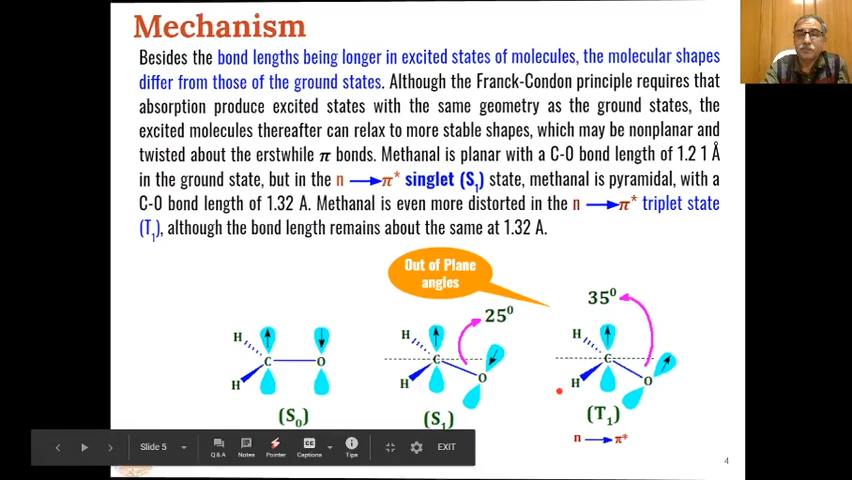 Mechanism
Besides the bond lengths being longer in excited states of molecules, the molecular shapes
differ from those of the ground states. Although the Franck-Condon principle requires that
absorption produce excited states with the same geometry as the ground states, the
excited molecules thereafter can relax to more stable shapes, which may be nonplanar and
twisted about the erstwhile π bonds. Methanal is planar with a C-O bond length of 1.2 1 Å
in the ground state, but in the n → π* singlet (S₁) state, methanal is pyramidal, with a
C-O bond length of 1.32 A. Methanal is even more distorted in the n → π* triplet state
(T₁), although the bond length remains about the same at 1.32 A.
Out of Plane
angles
H
H
C
O
(S₀)
H
H
C
O
25⁰
(S₁)
H
H
C
O
35⁰
(T₁)
n → π*
Slide 5
Q & A
Notes
Pointer
Captions
Tips
EXIT
4